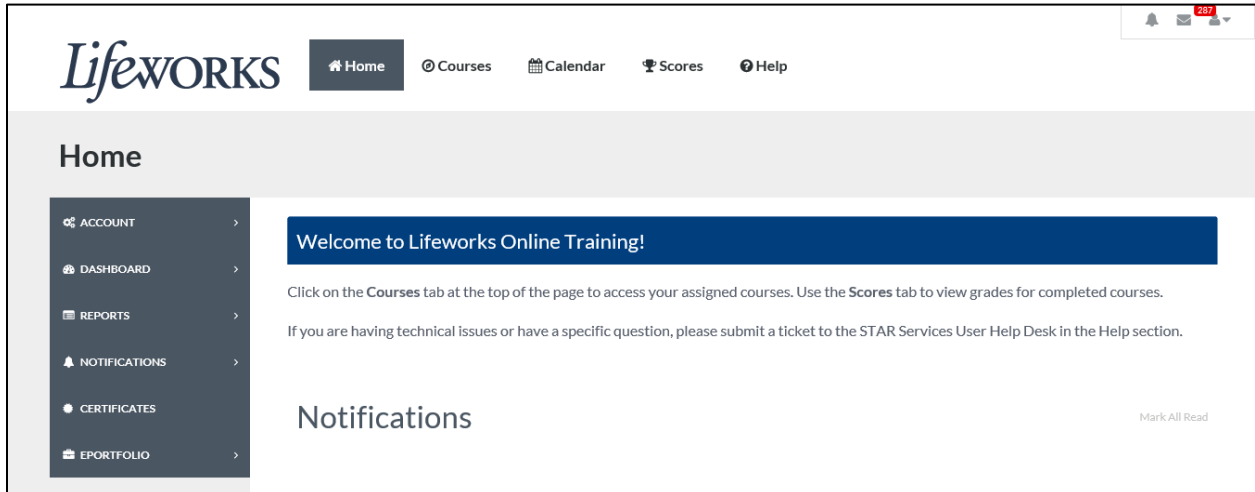 287
Lifeworks
Home
Courses
Calendar
Scores
Help
Home
ACCOUNT
DASHBOARD
REPORTS
NOTIFICATIONS
CERTIFICATES
EPORTFOLIO
Welcome to Lifeworks Online Training!
Click on the Courses tab at the top of the page to access your assigned courses. Use the Scores tab to view grades for completed courses.
If you are having technical issues or have a specific question, please submit a ticket to the STAR Services User Help Desk in the Help section.
Notifications
Mark All Read